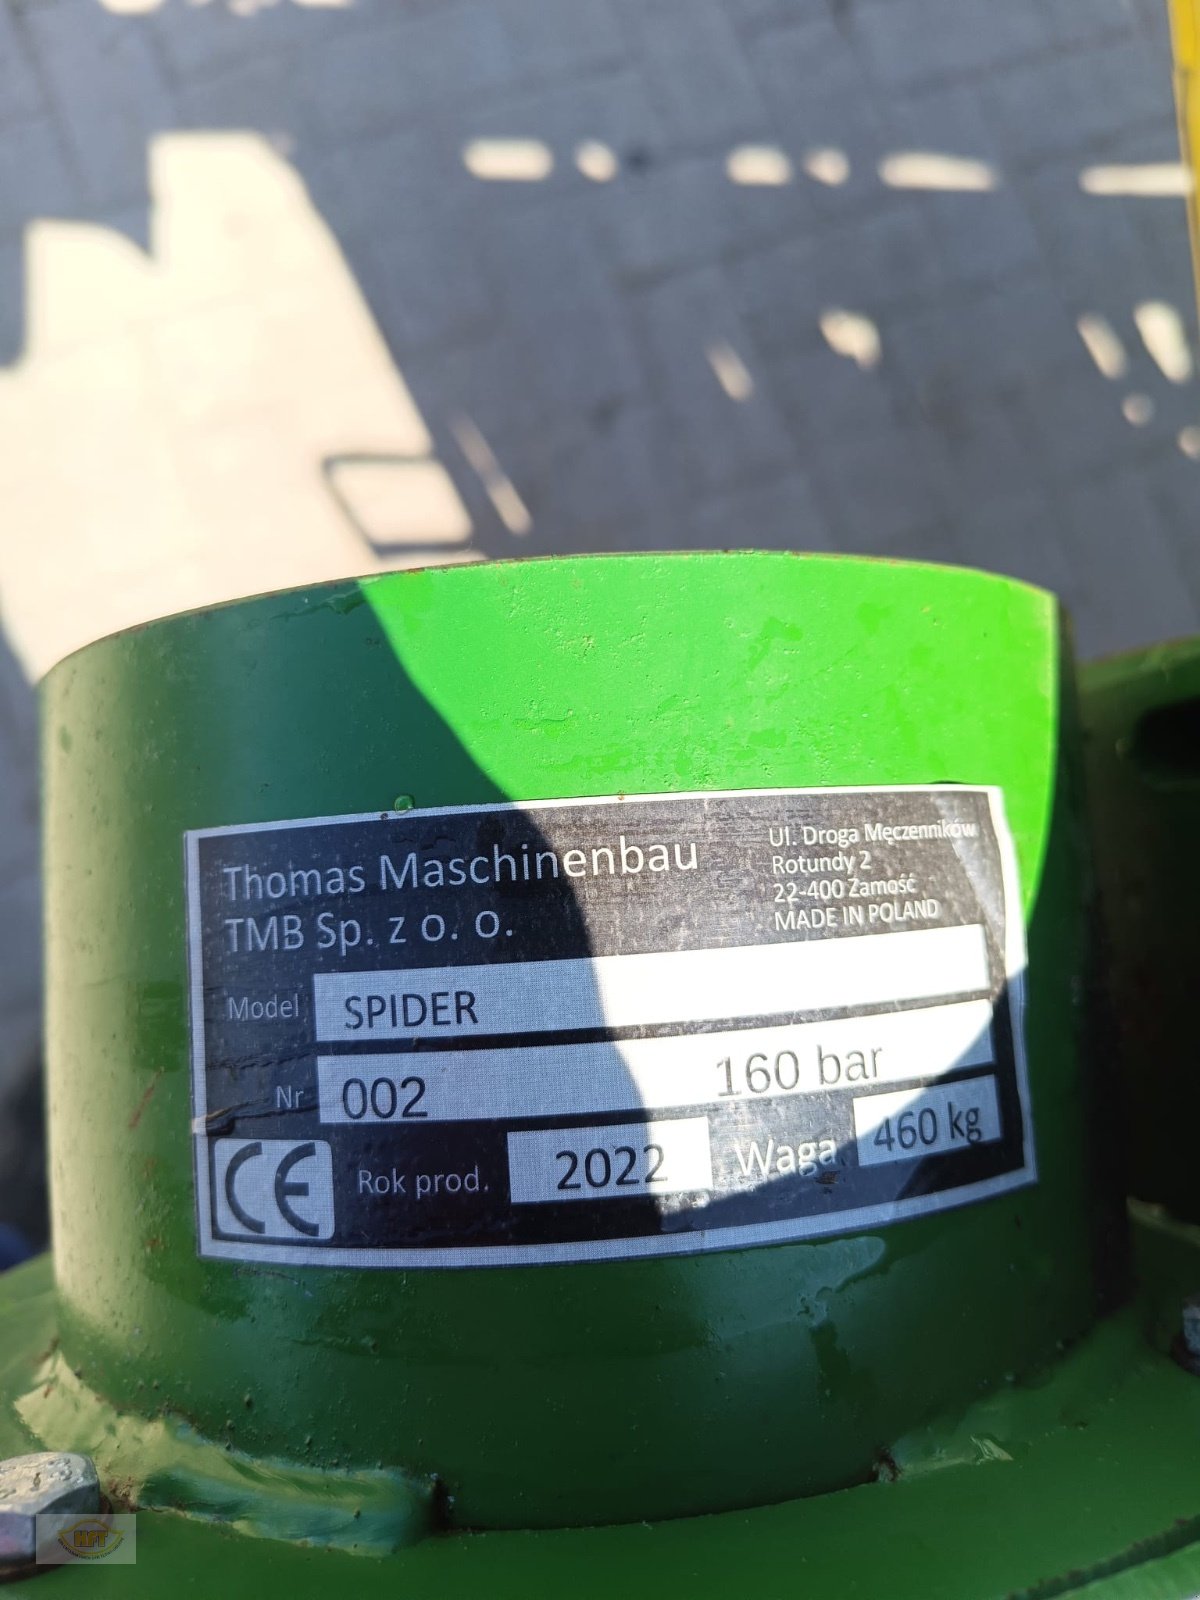 Thomas Maschinenbau
TMB Sp. z o. o.
Ul. Droga Męczenników
Rotundy 2
22-400 Zamość
MADE IN POLAND
Model SPIDER
Nr 002 160 bar
CE Rok prod. 2022 Waga 460 kg
HFT